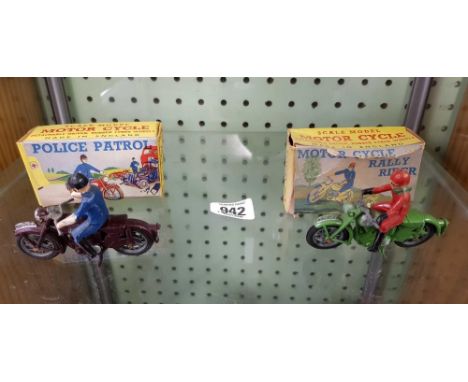 SCALE MODEL
MOTOR CYCLE
MADE IN ENGLAND
POLICE PATROL
942
SCALE MODEL
MOTOR CYCLE
MOTOR CYCLE
RALLY
RIDER